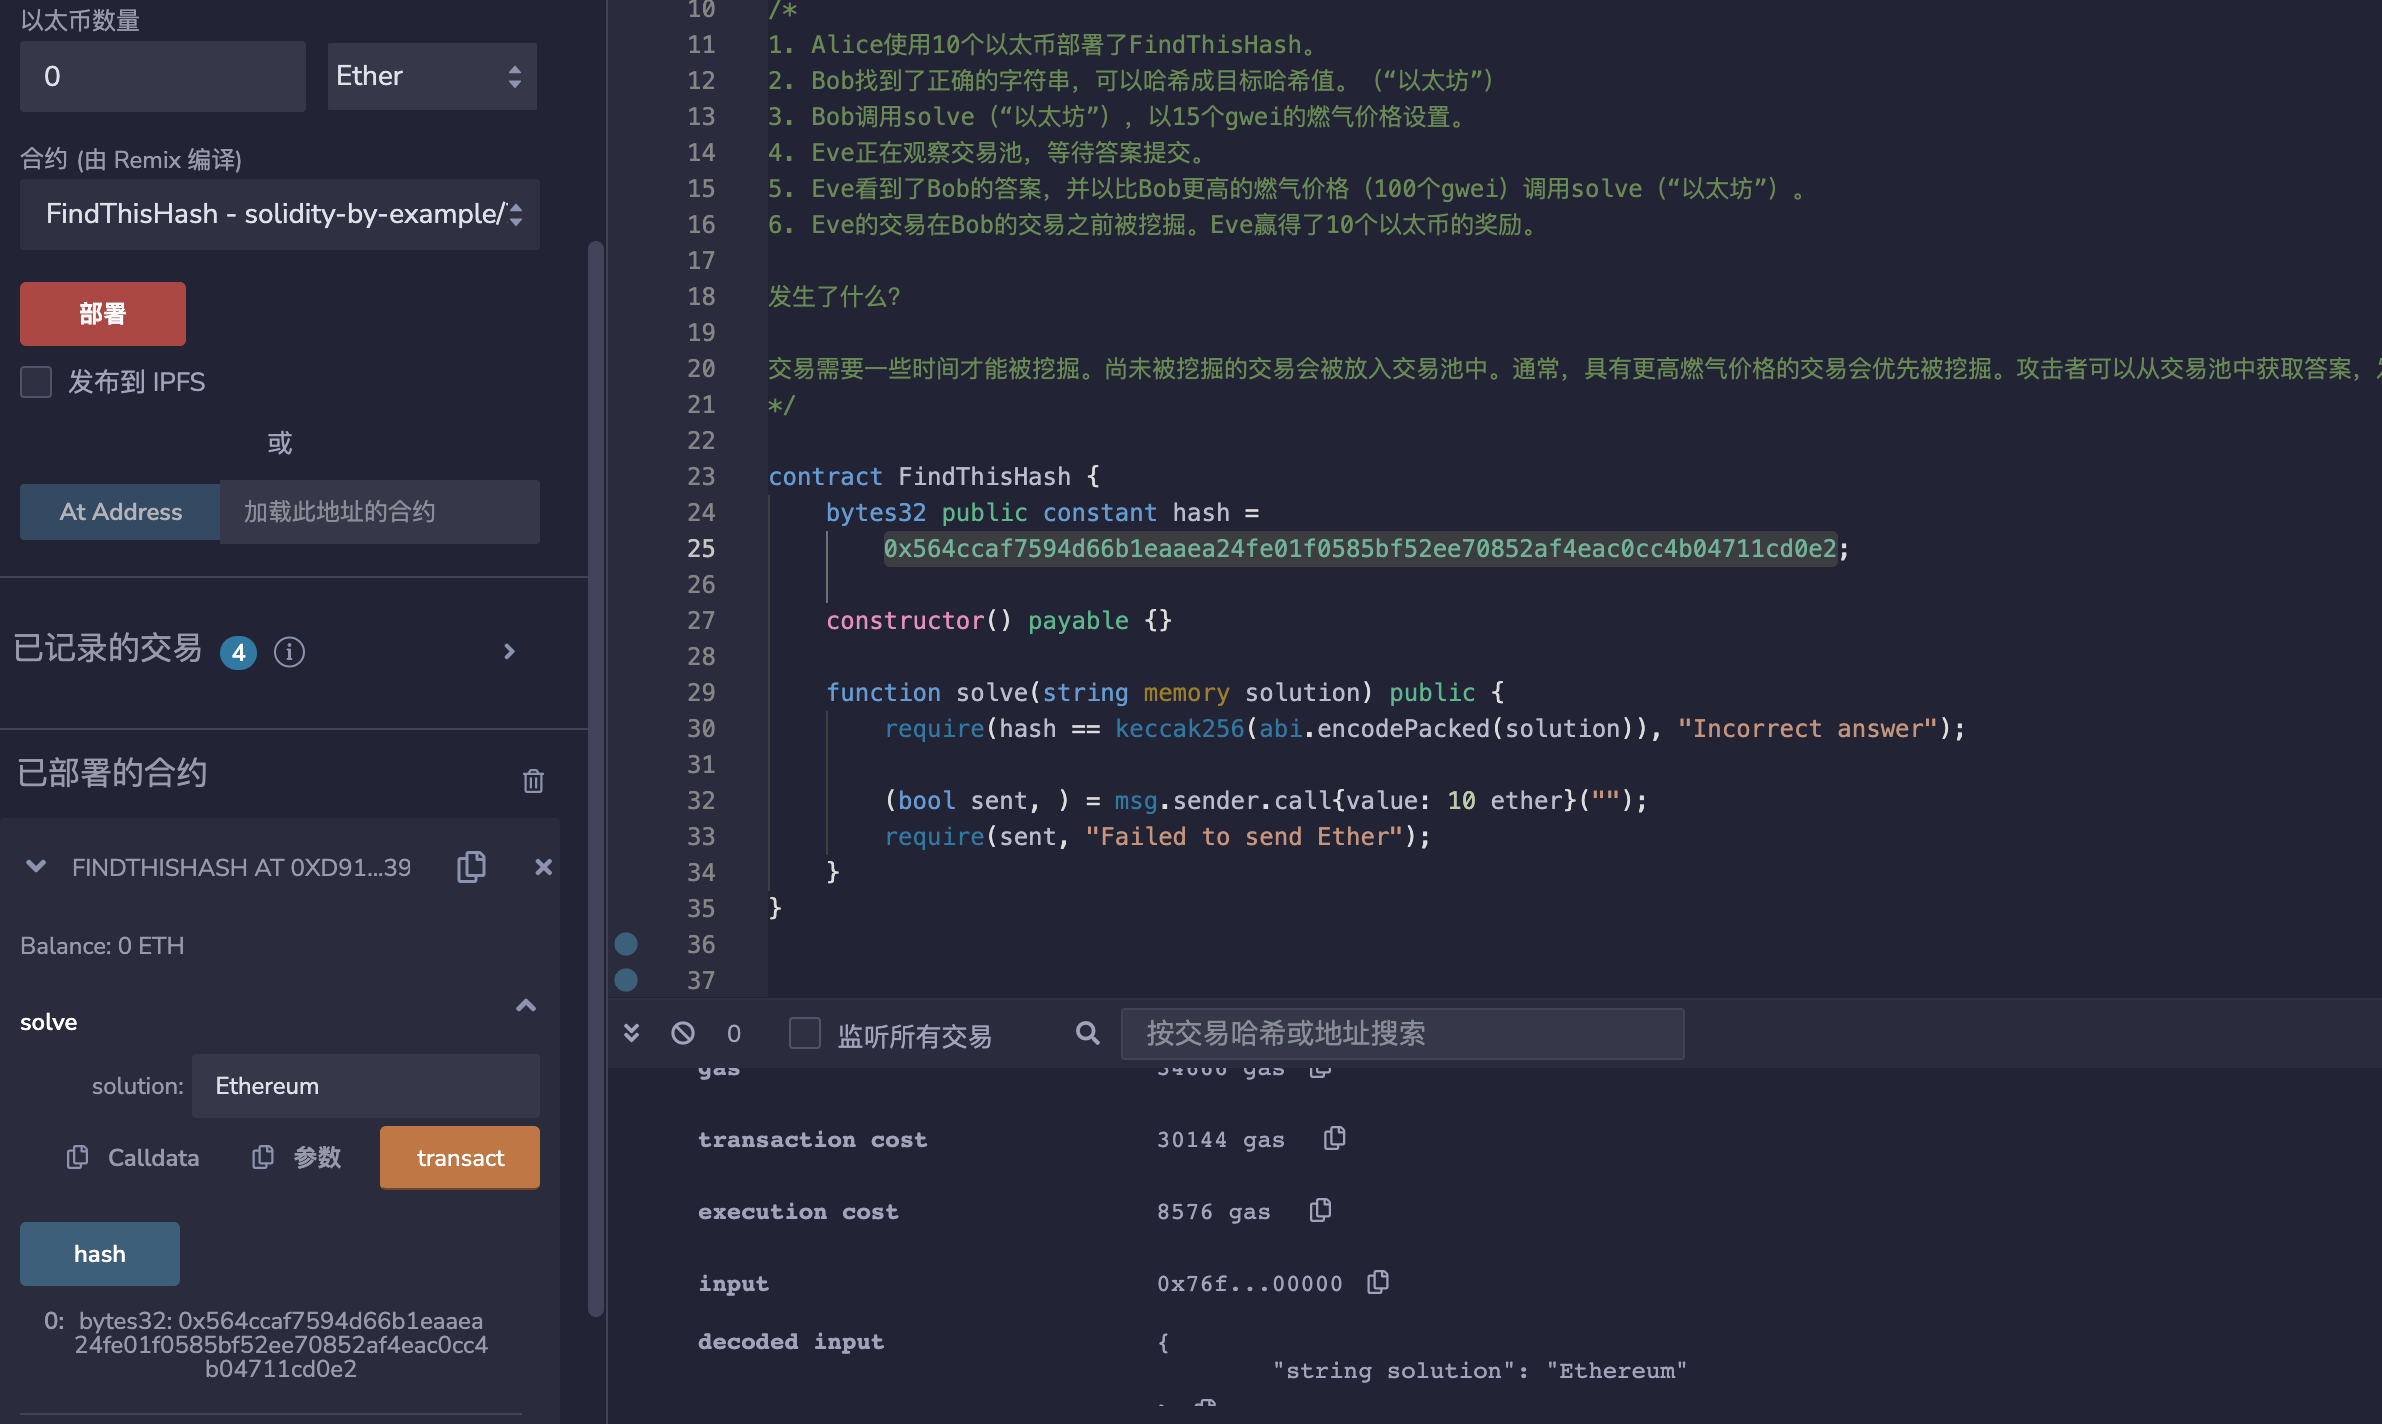 以太币数量
0
Ether
合约 (由 Remix 编译)
FindThisHash - solidity-by-example/
部署
发布到 IPFS
或
At Address
加载此地址的合约
已记录的交易 4
已部署的合约
FINDTHISHASH AT 0XD91...39
Balance: 0 ETH
solve
solution: Ethereum
Calldata
参数
transact
hash
0: bytes32: 0x564ccaf7594d66b1eaaea
24fe01f0585bf52ee70852af4eac0cc4
b04711cd0e2
10 /*
11 1. Alice使用10个以太币部署了FindThisHash。
12 2. Bob找到了正确的字符串，可以哈希成目标哈希值。（“以太坊”）
13 3. Bob调用solve（“以太坊”），以15个gwei的燃气价格设置。
14 4. Eve正在观察交易池，等待答案提交。
15 5. Eve看到了Bob的答案，并以比Bob更高的燃气价格（100个gwei）调用solve（“以太坊”）。
16 6. Eve的交易在Bob的交易之前被挖掘。Eve赢得了10个以太币的奖励。
17
18 发生了什么?
19
20 交易需要一些时间才能被挖掘。尚未被挖掘的交易会被放入交易池中。通常，具有更高燃气价格的交易会优先被挖掘。攻击者可以从交易池中获取答案，
21 */
22
23 contract FindThisHash {
24 bytes32 public constant hash =
25 0x564ccaf7594d66b1eaaea24fe01f0585bf52ee70852af4eac0cc4b04711cd0e2;
26
27 constructor() payable {}
28
29 function solve(string memory solution) public {
30 require(hash == keccak256(abi.encodePacked(solution)), "Incorrect answer");
31
32 (bool sent, ) = msg.sender.call{value: 10 ether}("");
33 require(sent, "Failed to send Ether");
34 }
35 }
36
37
0
监听所有交易
按交易哈希或地址搜索
gas 34666 gas
transaction cost 30144 gas
execution cost 8576 gas
input 0x76f...00000
decoded input {
"string solution": "Ethereum"